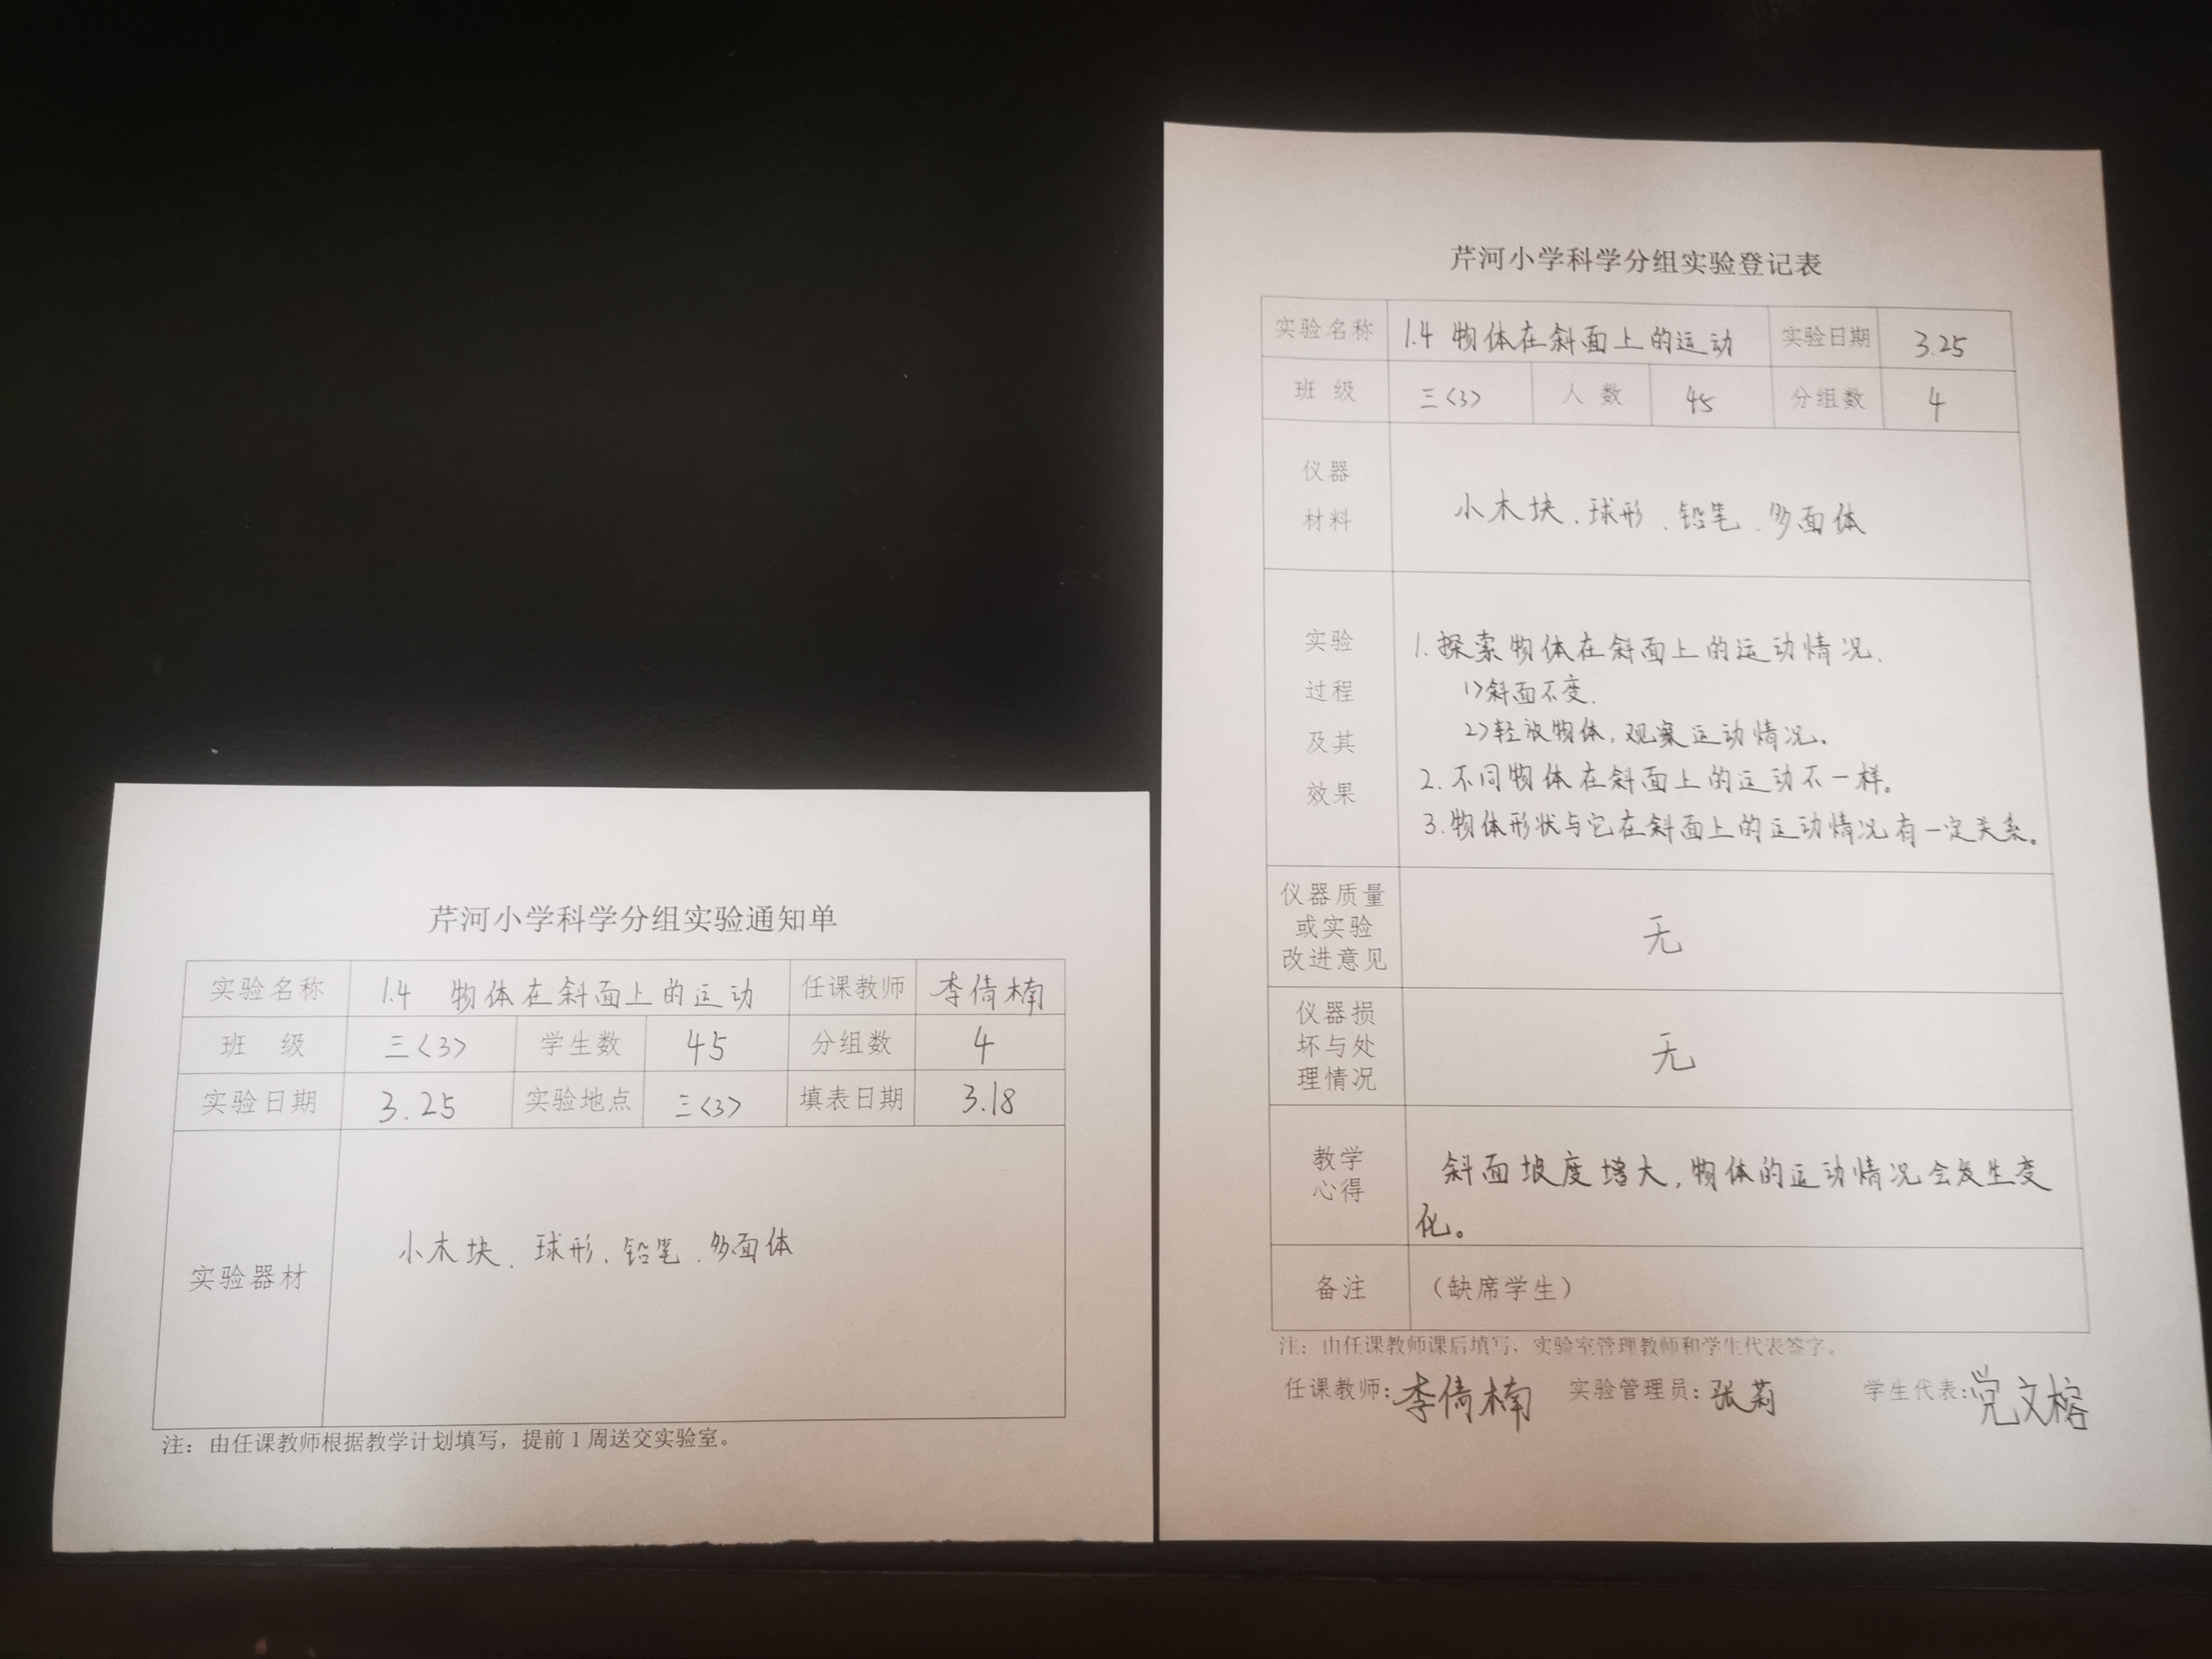 芹河小学科学分组实验通知单
实验名称 1.4 物体在斜面上的运动 任课教师 李倩楠
班 级 三<3> 学生数 45 分组数 4
实验日期 3.25 实验地点 三<3> 填表日期 3.18
实验器材 小木块、球形、铅笔、多面体
注：由任课教师根据教学计划填写，提前1周送交实验室。
芹河小学科学分组实验登记表
实验名称 1.4 物体在斜面上的运动 实验日期 3.25
班 级 三<3> 人 数 45 分组数 4
仪器
材料
小木块、球形、铅笔、多面体
实验
过程
及其
效果
1.探索物体在斜面上的运动情况.
1>斜面不变.
2>轻放物体,观察运动情况。
2.不同物体在斜面上的运动不一样。
3.物体形状与它在斜面上的运动情况有一定关系。
仪器质量
或实验
改进意见
无
仪器损
坏与处
理情况
无
教学
心得
斜面坡度增大,物体的运动情况会发生变
化。
备注 （缺席学生）
注：由任课教师课后填写，实验室管理教师和学生代表签字。
任课教师：李倩楠 实验管理员：张莉 学生代表：党文榕